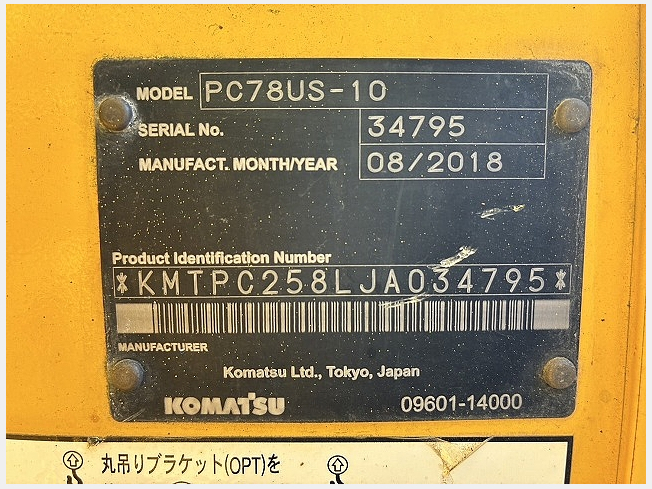 MODEL PC78US-10
SERIAL No. 34795
MANUFACT. MONTH/YEAR 08/2018
Product Identification Number
*KMTPC258LJA034795*
MANUFACTURER
Komatsu Ltd., Tokyo, Japan
KOMATSU 09601-14000
丸吊りブラケット(OPT)を